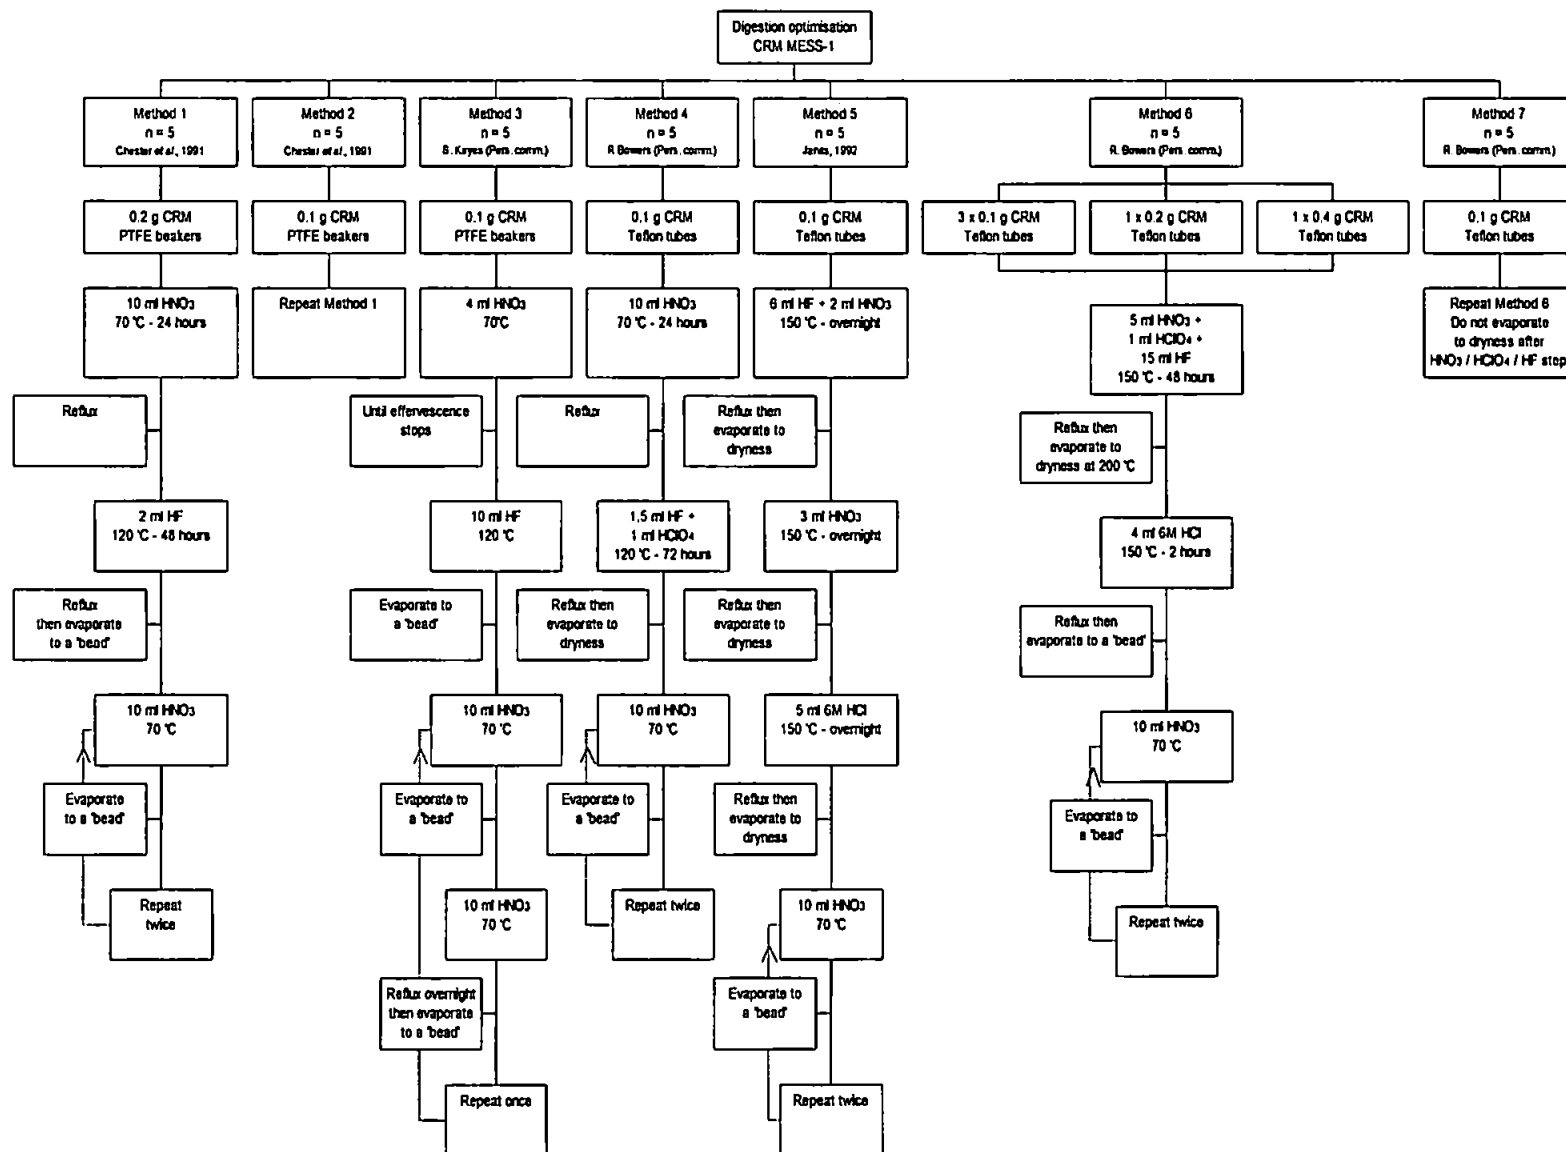 Digestion optimisation
CRM MESS-1
Method 1
n = 5
Chester et al., 1991
Method 2
n = 5
Chester et al., 1991
Method 3
n = 5
(Pers. comm.)
Method 4
n = 5
R Bowers (Pers. comm.)
Method 5
n = 5
1992
Method 6
n = 5
R. Bowers (Pers. comm.)
Method 7
n = 5
R. Bowers (Pers. comm.)
0.2 g CRM
PTFE beakers
0.1 g CRM
PTFE beakers
0.1 g CRM
PTFE beakers
0.1 g CRM
Teflon tubes
0.1 g CRM
Teflon tubes
3 x 0.1 g CRM
Teflon tubes
1 x 0.2 g CRM
Teflon tubes
1 x 0.4 g CRM
Teflon tubes
0.1 g CRM
Teflon tubes
10 ml HNO3
70 °C - 24 hours
Repeat Method 1
4 ml HNO3
70°C
10 ml HNO3
70 °C - 24 hours
6 ml HF + 2 ml HNO3
150 °C - overnight
5 ml HNO3 +
1 ml HClO4 +
15 ml HF
150 °C - 48 hours
Repeat Method 6
Do not evaporate
to dryness after
HNO3 / HClO4 / HF step
Reflux
Until effervescence
stops
Reflux
Reflux then
evaporate to
dryness
Reflux then
evaporate to
dryness at 200 °C
2 ml HF
120 °C - 48 hours
10 ml HF
120 °C
1.5 ml HF +
1 ml HClO4
120 °C - 72 hours
3 ml HNO3
150 °C - overnight
4 ml 6M HCl
150 °C - 2 hours
Reflux
then evaporate
to a 'bead'
Evaporate to
a 'bead'
Reflux then
evaporate to
dryness
Reflux then
evaporate to
dryness
Reflux then
evaporate to a 'bead'
10 ml HNO3
70 °C
10 ml HNO3
70 °C
10 ml HNO3
70 °C
5 ml 6M HCl
150 °C - overnight
10 ml HNO3
70 °C
Evaporate
to a 'bead'
Evaporate to
a 'bead'
Evaporate to
a 'bead'
Reflux then
evaporate to
dryness
Evaporate to
a 'bead'
Repeat
twice
10 ml HNO3
70 °C
Repeat twice
10 ml HNO3
70 °C
Repeat twice
Reflux overnight
then evaporate
to a 'bead'
Evaporate to
a 'bead'
Repeat once
Repeat twice